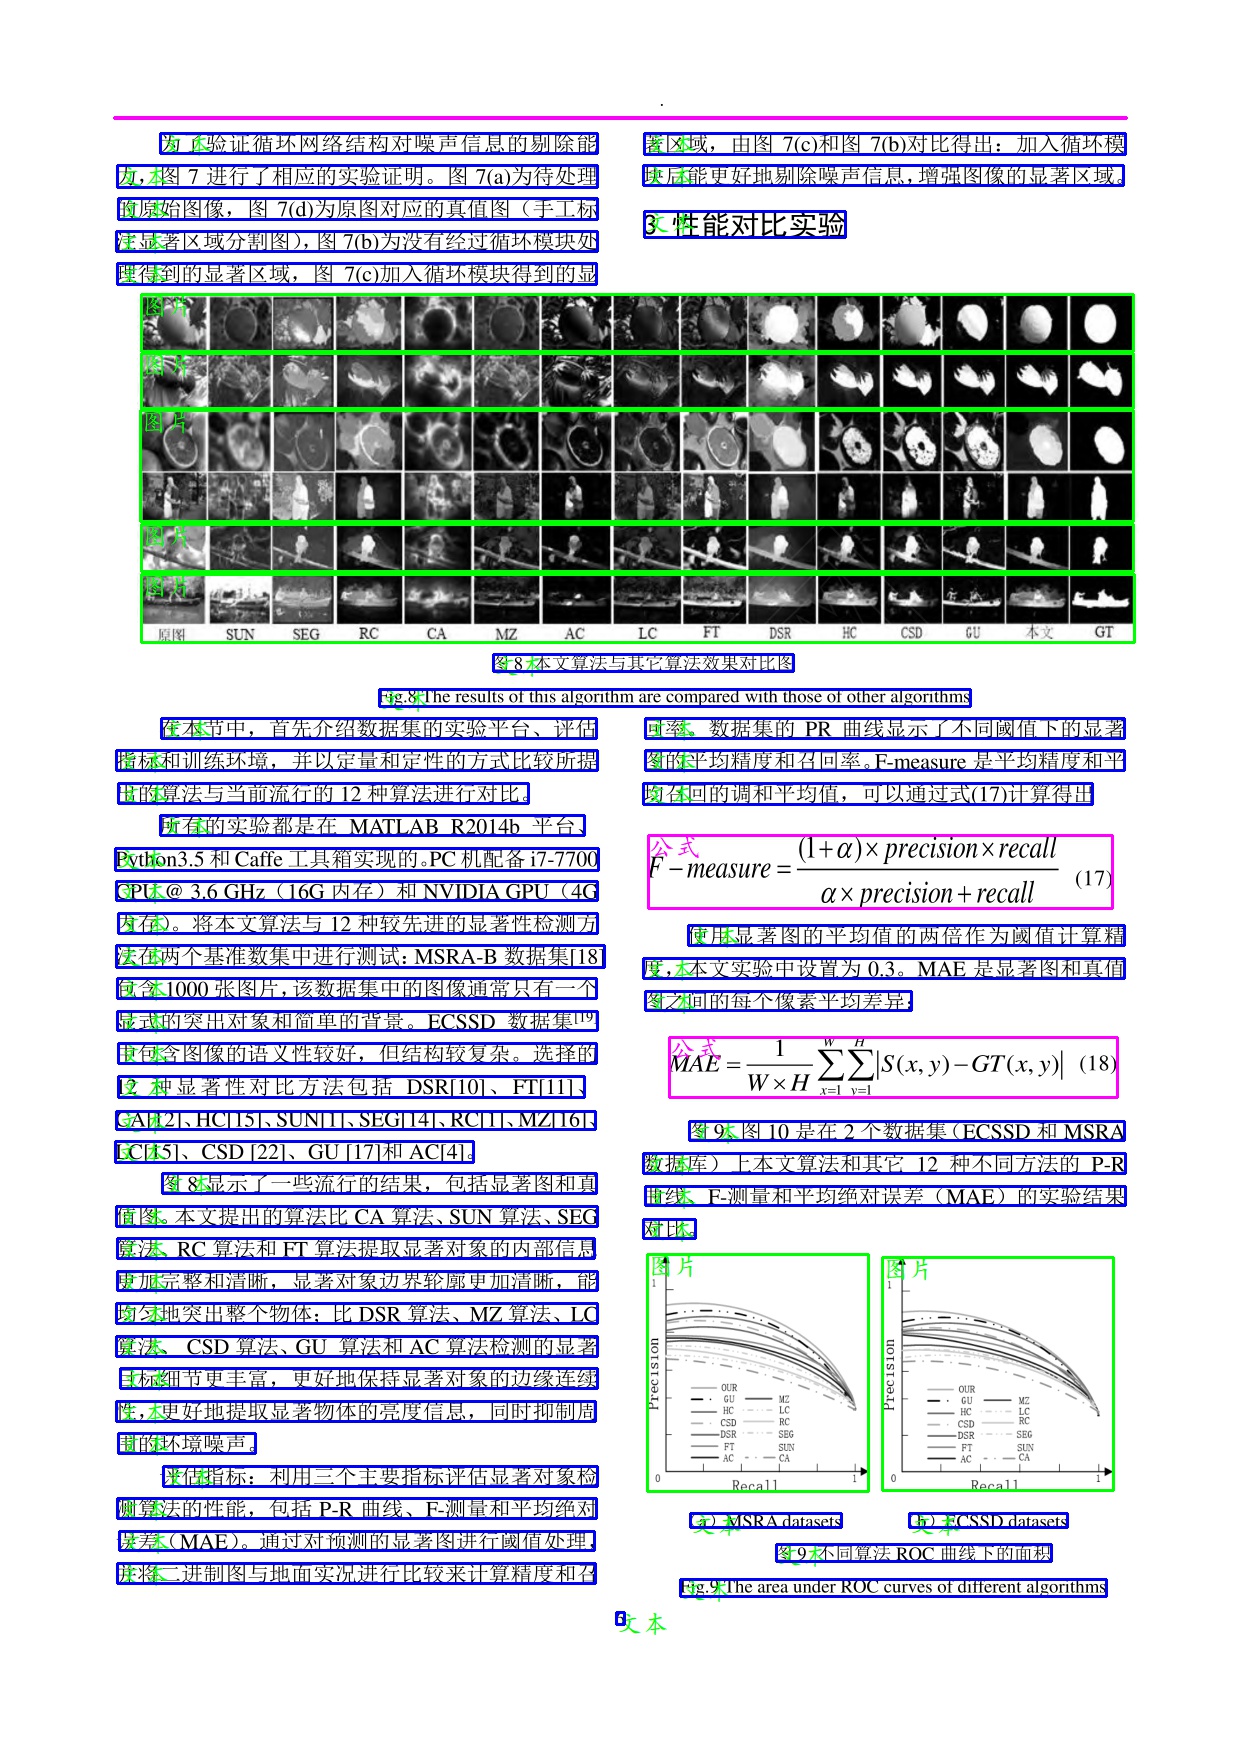 为了验证循环网络结构对噪声信息的剔除能
力，图 7 进行了相应的实验证明。图 7(a)为待处理
的原始图像，图 7(d)为原图对应的真值图（手工标
注显著区域分割图），图 7(b)为没有经过循环模块处
理得到的显著区域，图 7(c)加入循环模块得到的显
著区域，由图 7(c)和图 7(b)对比得出：加入循环模
块后能更好地剔除噪声信息，增强图像的显著区域。
3 性能对比实验
图片
图片
图片
图片
图片
原图 SUN SEG RC CA MZ AC LC FT DSR HC CSD GU 本文 GT
图 8 本文算法与其它算法效果对比图
Fig.8 The results of this algorithm are compared with those of other algorithms
在本节中，首先介绍数据集的实验平台、评估
指标和训练环境，并以定量和定性的方式比较所提
出的算法与当前流行的 12 种算法进行对比。
所有的实验都是在 MATLAB R2014b 平台、
Python3.5 和 Caffe 工具箱实现的。PC 机配备 i7-7700
CPU @ 3.6 GHz（16G 内存）和 NVIDIA GPU（4G
内存）。将本文算法与 12 种较先进的显著性检测方
法在两个基准数集中进行测试：MSRA-B 数据集[18]
包含 1000 张图片，该数据集中的图像通常只有一个
显式的突出对象和简单的背景。ECSSD 数据集[19]
中包含图像的语义性较好，但结构较复杂。选择的
12 种显著性对比方法包括 DSR[10]、FT[11]、
CA[12]、HC[15]、SUN[1]、SEG[14]、RC[1]、MZ[16]、
LC[15]、CSD [22]、GU [17]和 AC[4]。
图 8 显示了一些流行的结果，包括显著图和真
值图。本文提出的算法比 CA 算法、SUN 算法、SEG
算法、RC 算法和 FT 算法提取显著对象的内部信息
更加完整和清晰，显著对象边界轮廓更加清晰，能
均匀地突出整个物体；比 DSR 算法、MZ 算法、LC
算法、 CSD 算法、GU 算法和 AC 算法检测的显著
目标细节更丰富，更好地保持显著对象的边缘连续
性，更好地提取显著物体的亮度信息，同时抑制周
围的环境噪声。
评估指标：利用三个主要指标评估显著对象检
测算法的性能，包括 P-R 曲线、F-测量和平均绝对
误差（MAE）。通过对预测的显著图进行阈值处理，
并将二进制图与地面实况进行比较来计算精度和召
回率。数据集的 PR 曲线显示了不同阈值下的显著
图的平均精度和召回率。F-measure 是平均精度和平
均召回的调和平均值，可以通过式(17)计算得出
公式
F − measure = (1+α)×precision×recall / α×precision+recall (17)
使用显著图的平均值的两倍作为阈值计算精
度，本文实验中设置为 0.3。MAE 是显著图和真值
图之间的每个像素平均差异：
公式
MAE = 1/(W×H) ∑_{x=1}^{W} ∑_{y=1}^{H} |S(x, y) − GT(x, y)| (18)
图 9、图 10 是在 2 个数据集（ECSSD 和 MSRA
数据库）上本文算法和其它 12 种不同方法的 P-R
曲线、F-测量和平均绝对误差（MAE）的实验结果
对比。
图片
1
Precision
OUR
GU MZ
HC LC
CSD RC
DSR SEG
FT SUN
AC CA
0 1
Recall
图片
1
Precision
OUR
GU MZ
HC LC
CSD RC
DSR SEG
FT SUN
AC CA
0 1
Recall
（a）MSRA datasets （b）ECSSD datasets
图 9 不同算法 ROC 曲线下的面积
Fig.9 The area under ROC curves of different algorithms
文本